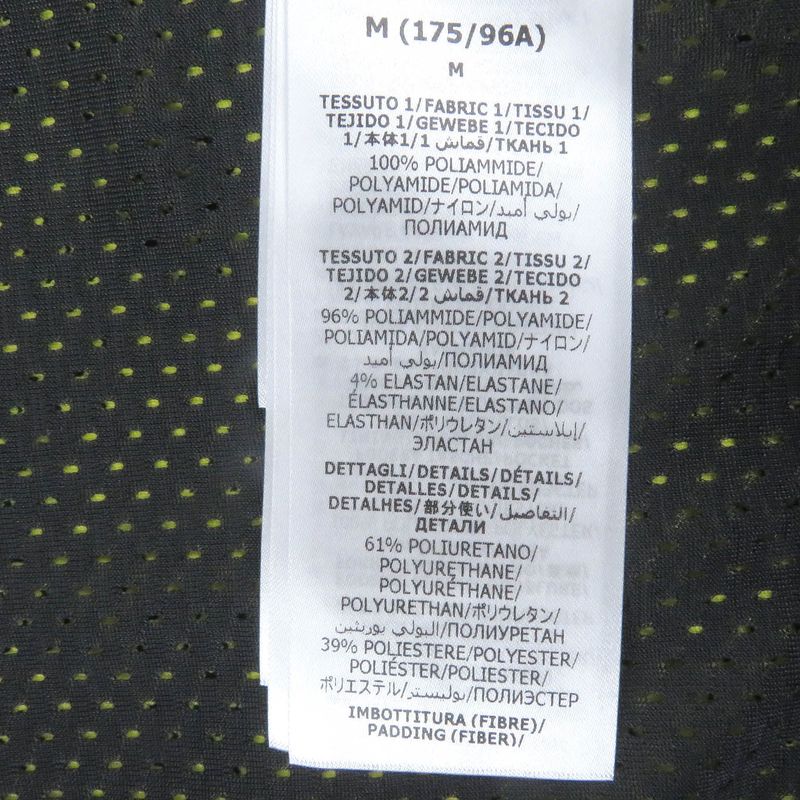 M (175/96A)
M
TESSUTO 1/FABRIC 1/TISSU 1/
TEJIDO 1/GEWEBE 1/TECIDO
1/本体1/1 قماش/ТКАНЬ 1
100% POLIAMMIDE/
POLYAMIDE/POLIAMIDA/
POLYAMID/ナイロン/بولي أميد/
ПОЛИАМИД
TESSUTO 2/FABRIC 2/TISSU 2/
TEJIDO 2/GEWEBE 2/TECIDO
2/本体2/2 قماش/ТКАНЬ 2
96% POLIAMMIDE/POLYAMIDE/
POLIAMIDA/POLYAMID/ナイロン/
بولي أميد/ПОЛИАМИД
4% ELASTAN/ELASTANE/
ÉLASTHANNE/ELASTANO/
ELASTHAN/ポリウレタン/إيلاستين/
ЭЛАСТАН
DETTAGLI/DETAILS/DÉTAILS/
DETALLES/DETAILS/
DETALHES/部分使い/التفاصيل/
ДЕТАЛИ
61% POLIURETANO/
POLYURETHANE/
POLYURÉTHANE/
POLYURETHAN/ポリウレタン/
البولي يوريثين/ПОЛИУРЕТАН
39% POLIESTERE/POLYESTER/
POLIÉSTER/POLIESTER/
ポリエステル/بوليستر/ПОЛИЭСТЕР
IMBOTTITURA (FIBRE)/
PADDING (FIBER)/